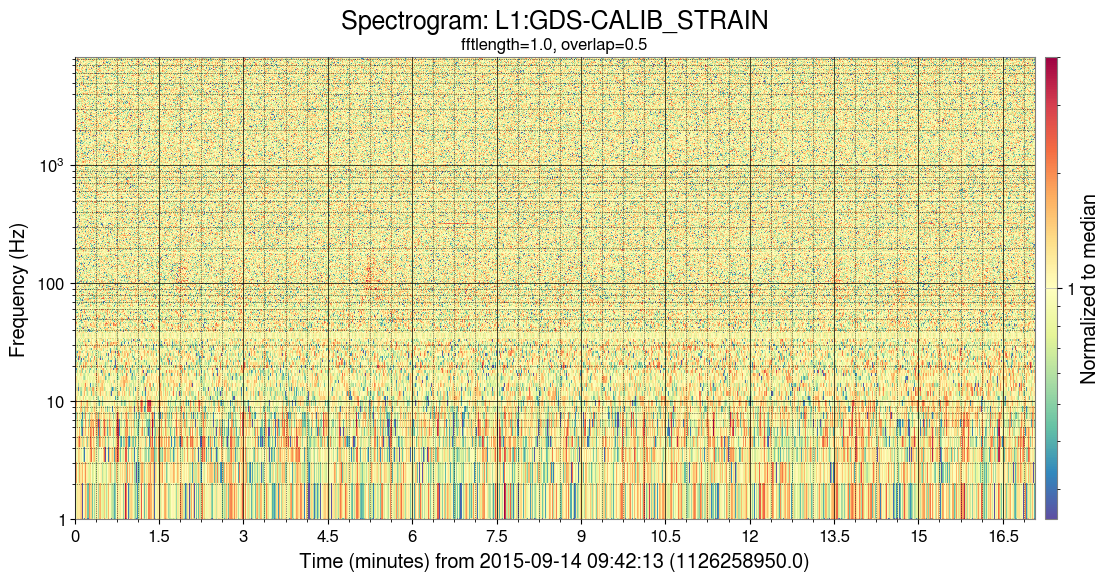 Spectrogram: L1:GDS-CALIB_STRAIN
fftlength=1.0, overlap=0.5
Frequency (Hz)
10³
100
10
1
0 1.5 3 4.5 6 7.5 9 10.5 12 13.5 15 16.5
Time (minutes) from 2015-09-14 09:42:13 (1126258950.0)
1
Normalized to median